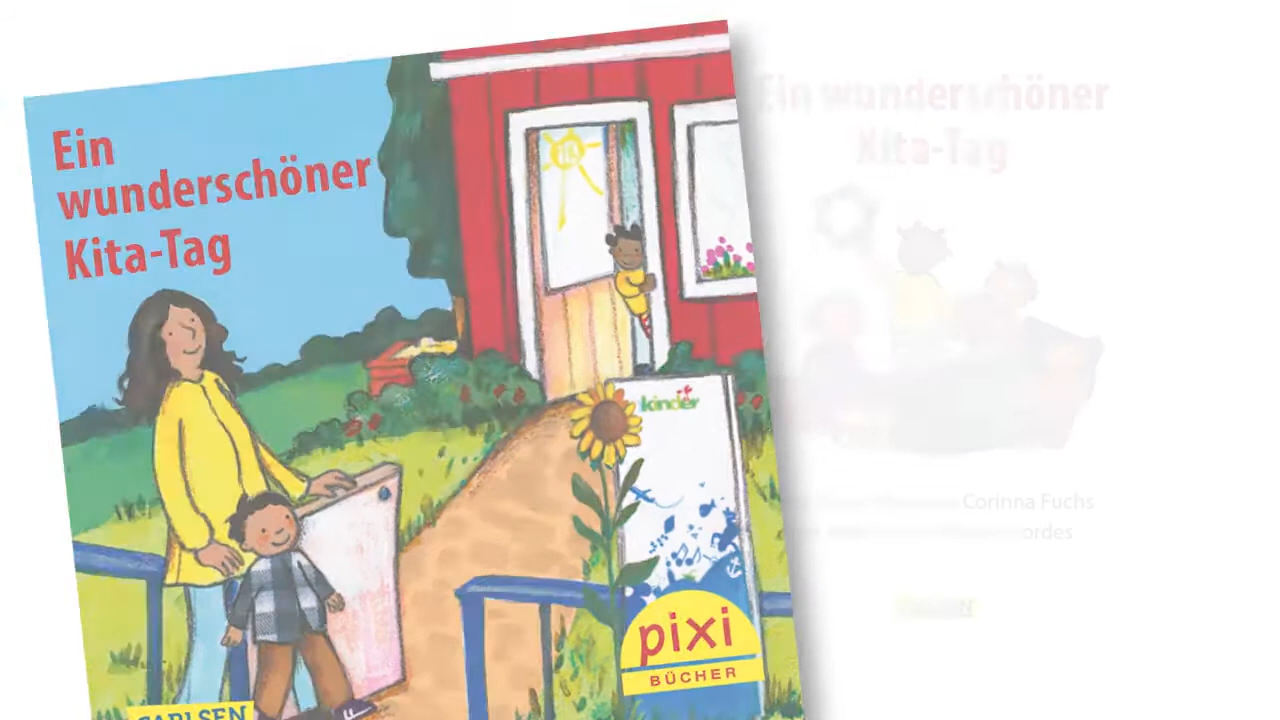 Ein
wunderschöner
Kita-Tag
kinder
pixi
BÜCHER
CARLSEN
Ein wunderschöner
Kita-Tag
Corinna Fuchs